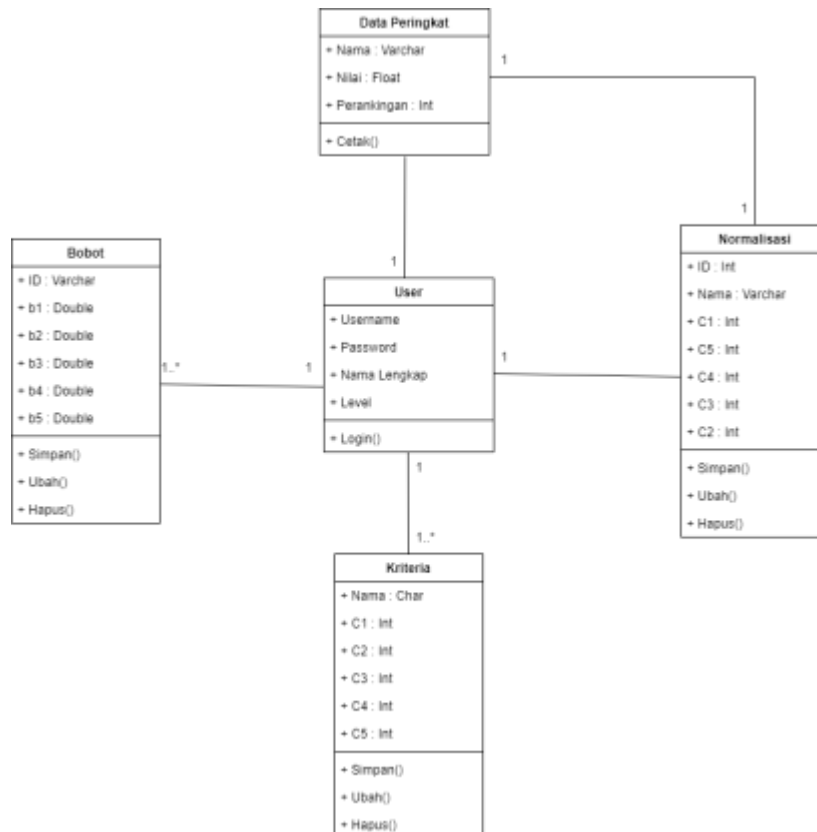 Data Peringkat
+ Nama : Varchar
+ Nilai : Float
+ Perankingan : Int
+ Cetak()
1
1
1
Bobot
+ ID : Varchar
+ b1 : Double
+ b2 : Double
+ b3 : Double
+ b4 : Double
+ b5 : Double
+ Simpan()
+ Ubah()
+ Hapus()
1..*
1
User
+ Username
+ Password
+ Nama Lengkap
+ Level
+ Login()
1
1
1..*
Normalisasi
+ ID : Int
+ Nama : Varchar
+ C1 : Int
+ C5 : Int
+ C4 : Int
+ C3 : Int
+ C2 : Int
+ Simpan()
+ Ubah()
+ Hapus()
Kriteria
+ Nama : Char
+ C1 : Int
+ C2 : Int
+ C3 : Int
+ C4 : Int
+ C5 : Int
+ Simpan()
+ Ubah()
+ Hapus()